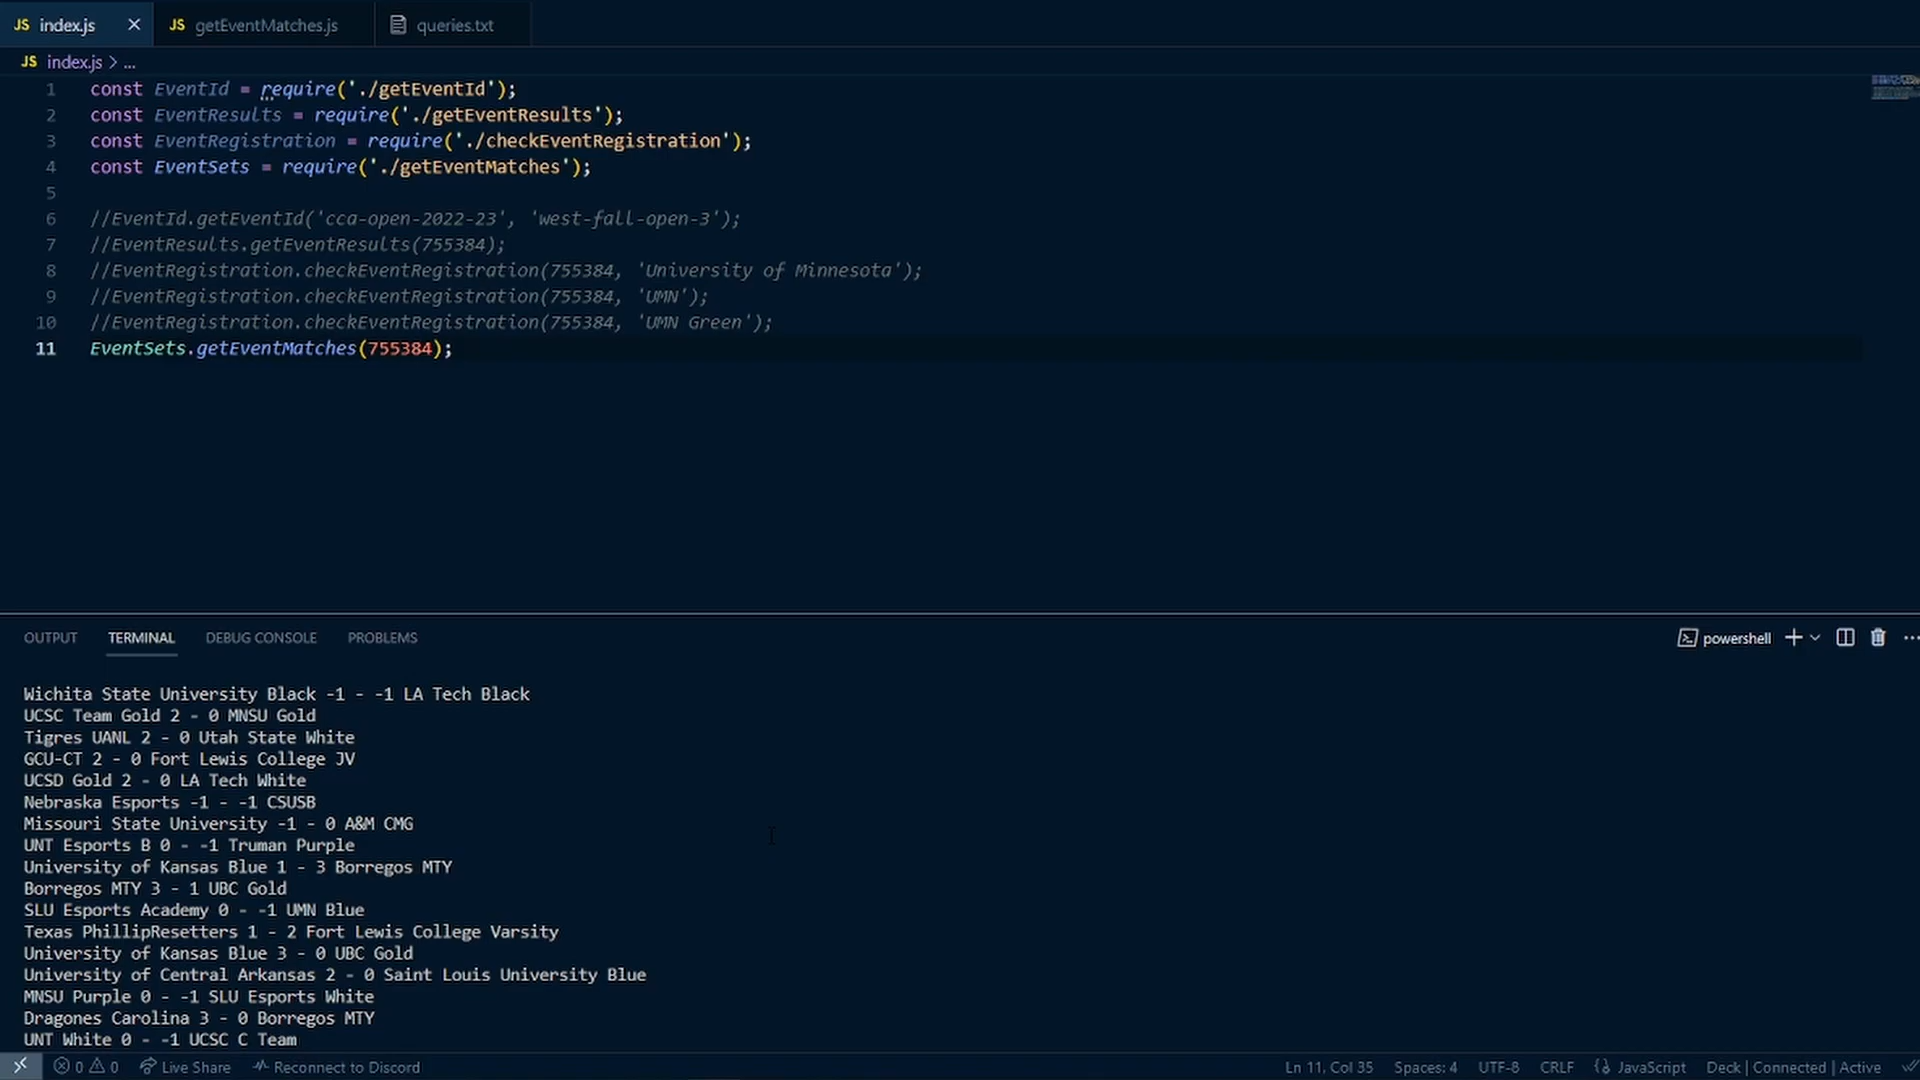 JS index.js
JS getEventMatches.js
queries.txt
JS index.js > ...
1 const EventId = require('./getEventId');
2 const EventResults = require('./getEventResults');
3 const EventRegistration = require('./checkEventRegistration');
4 const EventSets = require('./getEventMatches');
5
6 //EventId.getEventId('cca-open-2022-23', 'west-fall-open-3');
7 //EventResults.getEventResults(755384);
8 //EventRegistration.checkEventRegistration(755384, 'University of Minnesota');
9 //EventRegistration.checkEventRegistration(755384, 'UMN');
10 //EventRegistration.checkEventRegistration(755384, 'UMN Green');
11 EventSets.getEventMatches(755384);
OUTPUT TERMINAL DEBUG CONSOLE PROBLEMS
powershell
Wichita State University Black -1 - -1 LA Tech Black
UCSC Team Gold 2 - 0 MNSU Gold
Tigres UANL 2 - 0 Utah State White
GCU-CT 2 - 0 Fort Lewis College JV
UCSD Gold 2 - 0 LA Tech White
Nebraska Esports -1 - -1 CSUSB
Missouri State University -1 - 0 A&M CMG
UNT Esports B 0 - -1 Truman Purple
University of Kansas Blue 1 - 3 Borregos MTY
Borregos MTY 3 - 1 UBC Gold
SLU Esports Academy 0 - -1 UMN Blue
Texas PhillipResetters 1 - 2 Fort Lewis College Varsity
University of Kansas Blue 3 - 0 UBC Gold
University of Central Arkansas 2 - 0 Saint Louis University Blue
MNSU Purple 0 - -1 SLU Esports White
Dragones Carolina 3 - 0 Borregos MTY
UNT White 0 - -1 UCSC C Team
0 0 Live Share Reconnect to Discord Ln 11, Col 35 Spaces: 4 UTF-8 CRLF JavaScript Deck | Connected | Active